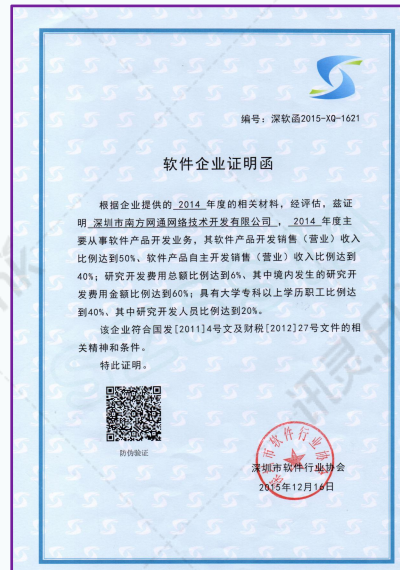 编号：深软函2015-XQ-1621
软件企业证明函
根据企业提供的 2014 年度的相关材料，经评估，兹证
明 深圳市南方网通网络技术开发有限公司 ， 2014 年度主
要从事软件产品开发业务，其软件产品开发销售（营业）收入
比例达到50%、软件产品自主开发销售（营业）收入比例达到
40%；研究开发费用总额比例达到6%、其中境内发生的研究开
发费用金额比例达到60%；具有大学专科以上学历职工比例达
到40%、其中研究开发人员比例达到20%。
该企业符合国发[2011]4号文及财税[2012]27号文件的相
关精神和条件。
特此证明。
防伪验证
深圳市软件行业协会
深圳市软件行业协会
2015年12月16日